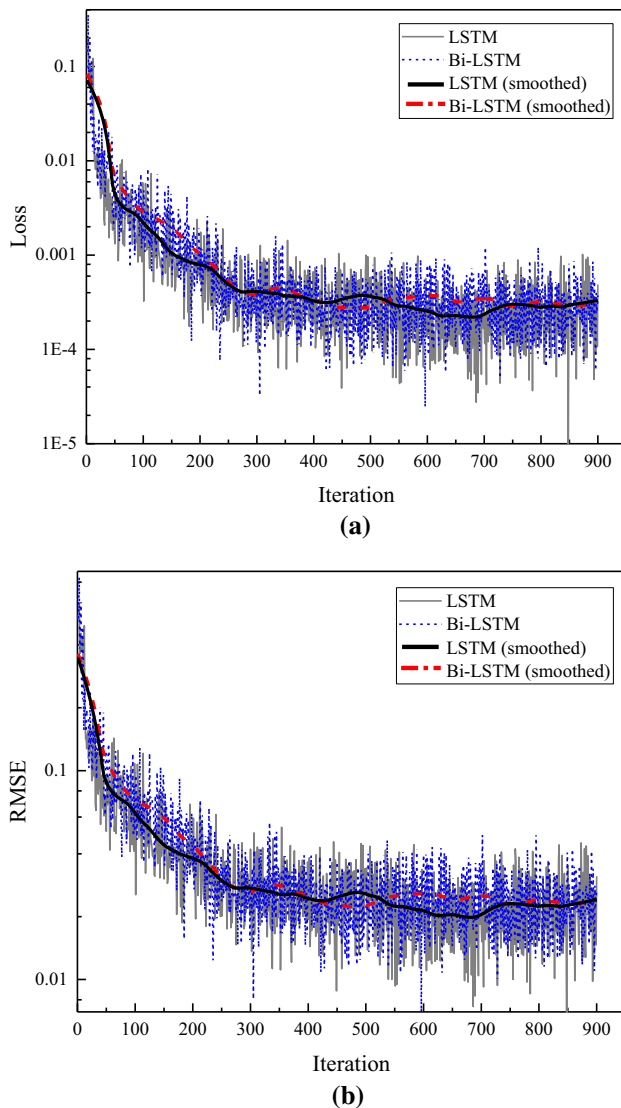 LSTM
Bi-LSTM
LSTM (smoothed)
Bi-LSTM (smoothed)
0.1
0.01
0.001
1E-4
1E-5
Loss
0 100 200 300 400 500 600 700 800 900
Iteration
(a)
LSTM
Bi-LSTM
LSTM (smoothed)
Bi-LSTM (smoothed)
0.1
0.01
RMSE
0 100 200 300 400 500 600 700 800 900
Iteration
(b)